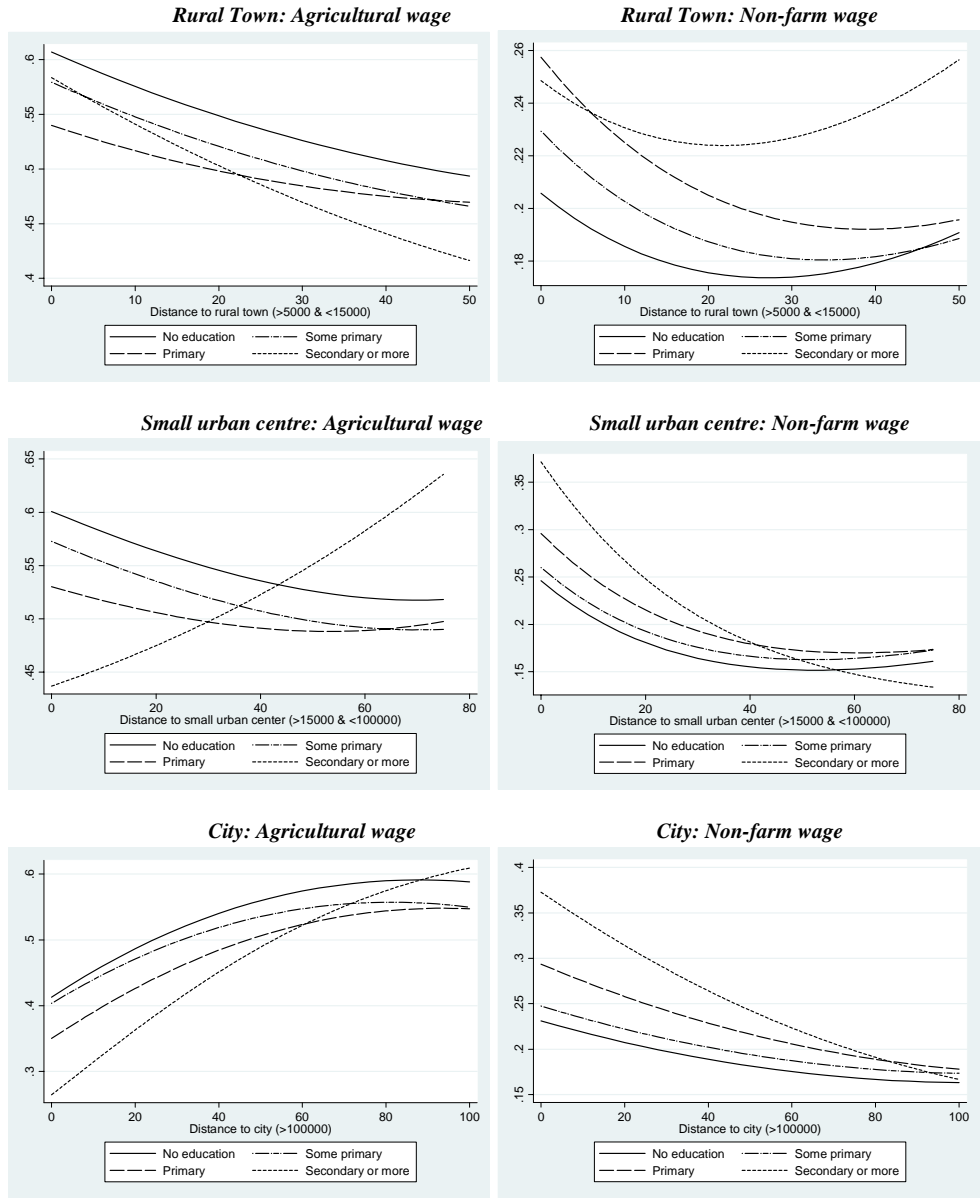 Rural Town: Agricultural wage
.6
.55
.5
.45
.4
0 10 20 30 40 50
Distance to rural town (>5000 & <15000)
No education Some primary
Primary Secondary or more
Rural Town: Non-farm wage
.26
.24
.22
.2
.18
0 10 20 30 40 50
Distance to rural town (>5000 & <15000)
No education Some primary
Primary Secondary or more
Small urban centre: Agricultural wage
.65
.6
.55
.5
.45
0 20 40 60 80
Distance to small urban center (>15000 & <100000)
No education Some primary
Primary Secondary or more
Small urban centre: Non-farm wage
.35
.3
.25
.2
.15
0 20 40 60 80
Distance to small urban center (>15000 & <100000)
No education Some primary
Primary Secondary or more
City: Agricultural wage
.6
.5
.4
.3
0 20 40 60 80 100
Distance to city (>100000)
No education Some primary
Primary Secondary or more
City: Non-farm wage
.4
.35
.3
.25
.2
.15
0 20 40 60 80 100
Distance to city (>100000)
No education Some primary
Primary Secondary or more